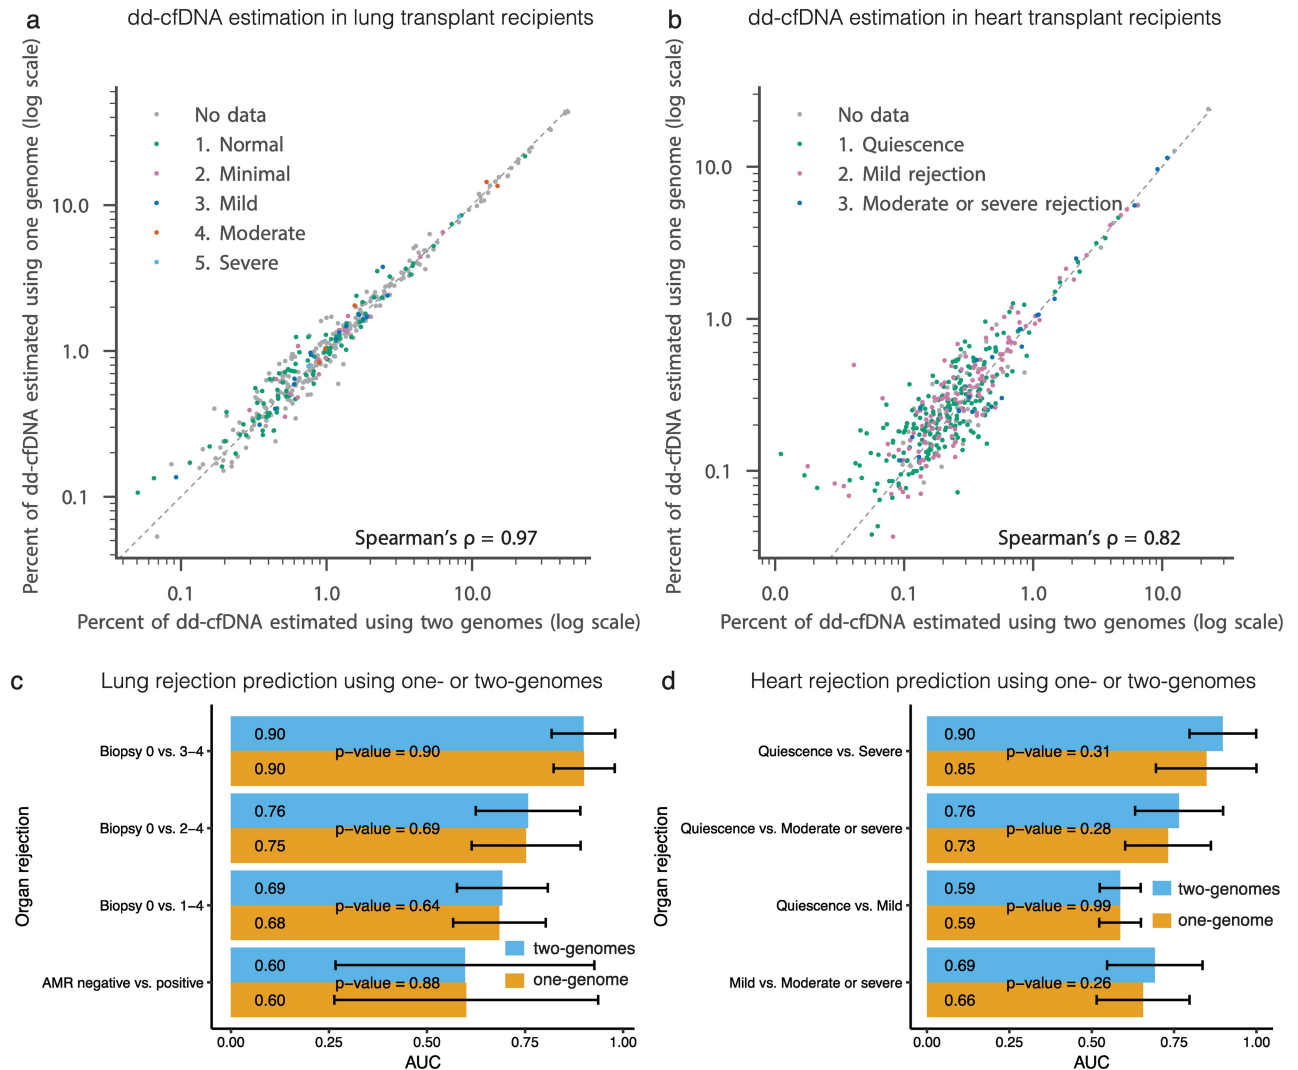 a
dd-cfDNA estimation in lung transplant recipients
Percent of dd-cfDNA estimated using one genome (log scale)
No data
1. Normal
2. Minimal
3. Mild
4. Moderate
5. Severe
10.0
1.0
0.1
Spearman's ρ = 0.97
0.1 1.0 10.0
Percent of dd-cfDNA estimated using two genomes (log scale)
b
dd-cfDNA estimation in heart transplant recipients
Percent of dd-cfDNA estimated using one genome (log scale)
No data
1. Quiescence
2. Mild rejection
3. Moderate or severe rejection
10.0
1.0
0.1
Spearman's ρ = 0.82
0.0 0.1 1.0 10.0
Percent of dd-cfDNA estimated using two genomes (log scale)
c
Lung rejection prediction using one- or two-genomes
Organ rejection
Biopsy 0 vs. 3−4
0.90
p−value = 0.90
0.90
Biopsy 0 vs. 2−4
0.76
p−value = 0.69
0.75
Biopsy 0 vs. 1−4
0.69
p−value = 0.64
0.68
AMR negative vs. positive
0.60
p−value = 0.88
0.60
two-genomes
one-genome
0.00 0.25 0.50 0.75 1.00
AUC
d
Heart rejection prediction using one- or two-genomes
Organ rejection
Quiescence vs. Severe
0.90
p−value = 0.31
0.85
Quiescence vs. Moderate or severe
0.76
p−value = 0.28
0.73
Quiescence vs. Mild
0.59
p−value = 0.99
0.59
Mild vs. Moderate or severe
0.69
p−value = 0.26
0.66
two-genomes
one-genome
0.00 0.25 0.50 0.75 1.00
AUC